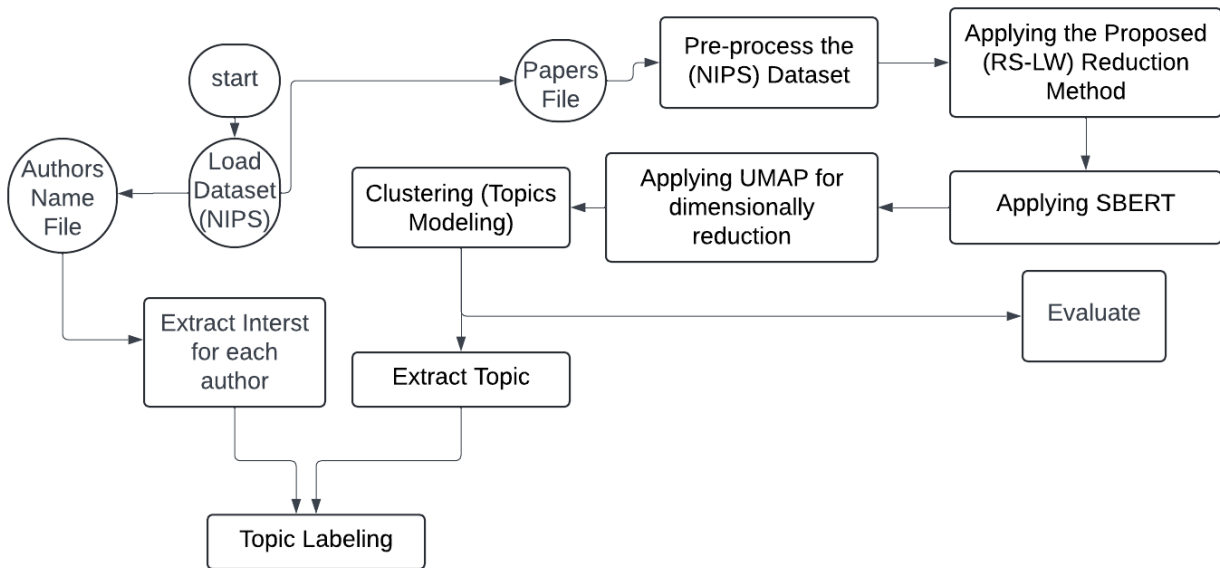 start
Load
Dataset
(NIPS)
Authors
Name
File
Papers
File
Pre-process the
(NIPS) Dataset
Applying the Proposed
(RS-LW) Reduction
Method
Applying SBERT
Applying UMAP for
dimensionally
reduction
Clustering (Topics
Modeling)
Evaluate
Extract Interst
for each
author
Extract Topic
Topic Labeling